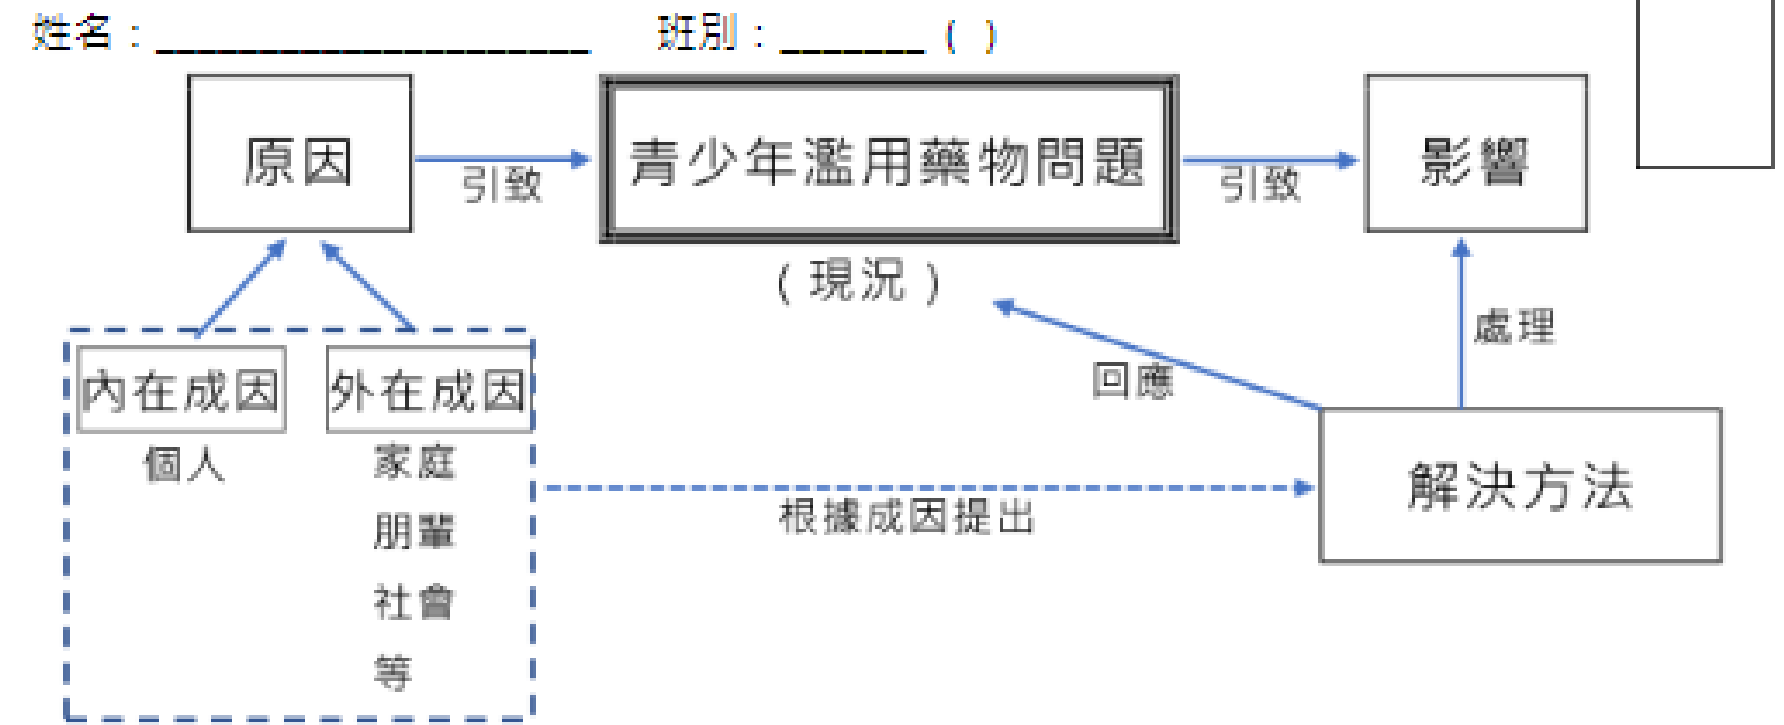 姓名：____________________ 班別：_______ ( )
原因
引致
青少年濫用藥物問題
引致
影響
（現況）
處理
回應
內在成因
外在成因
個人
家庭
朋輩
社會
等
根據成因提出
解決方法